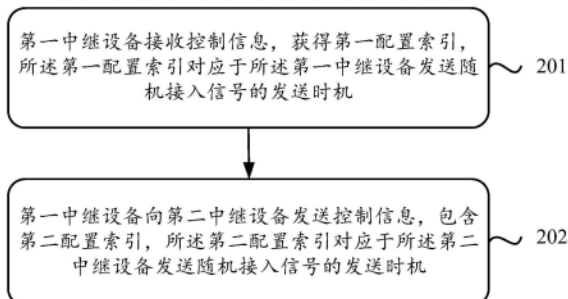 第一中继设备接收控制信息，获得第一配置索引，
所述第一配置索引对应于所述第一中继设备发送随
机接入信号的发送时机
201
第一中继设备向第二中继设备发送控制信息，包含
第二配置索引，所述第二配置索引对应于所述第二
中继设备发送随机接入信号的发送时机
202